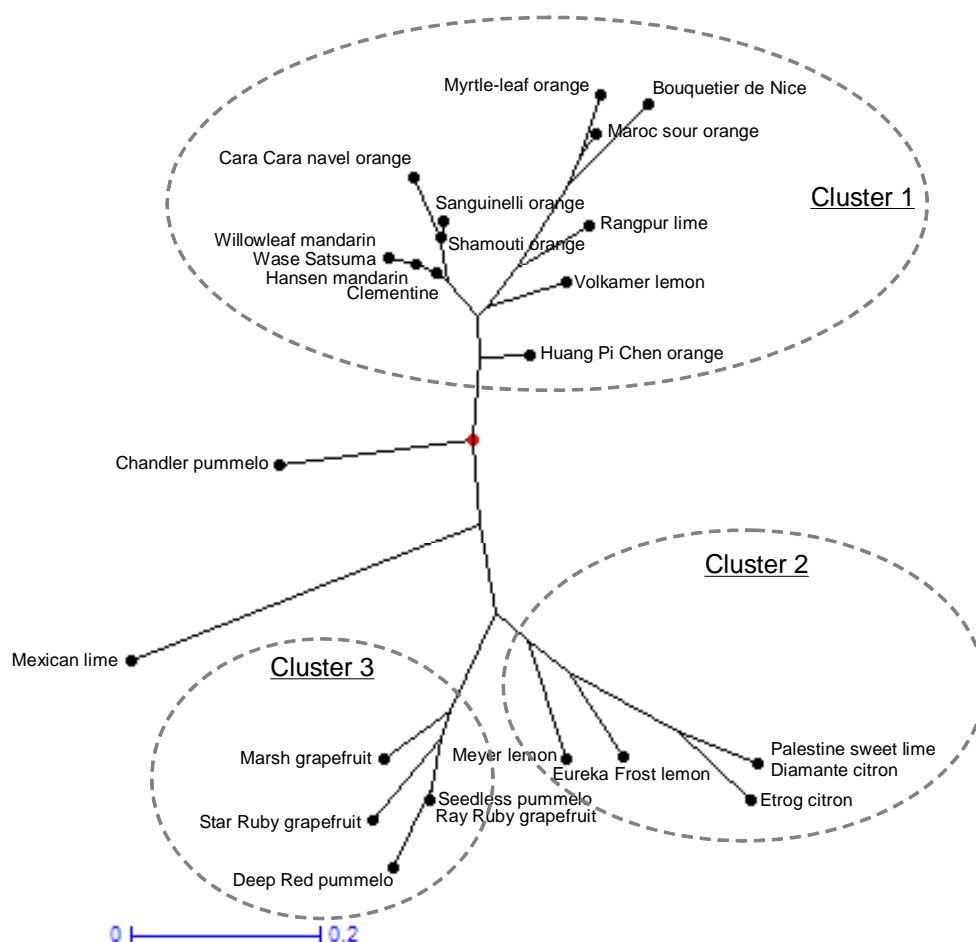 Myrtle-leaf orange
Bouquetier de Nice
Maroc sour orange
Cara Cara navel orange
Cluster 1
Sanguinelli orange
Rangpur lime
Willowleaf mandarin
Shamouti orange
Wase Satsuma
Hansen mandarin
Volkamer lemon
Clementine
Huang Pi Chen orange
Chandler pummelo
Cluster 2
Mexican lime
Cluster 3
Marsh grapefruit
Meyer lemon
Palestine sweet lime
Eureka Frost lemon
Diamante citron
Seedless pummelo
Etrog citron
Ray Ruby grapefruit
Star Ruby grapefruit
Deep Red pummelo
0
0.2